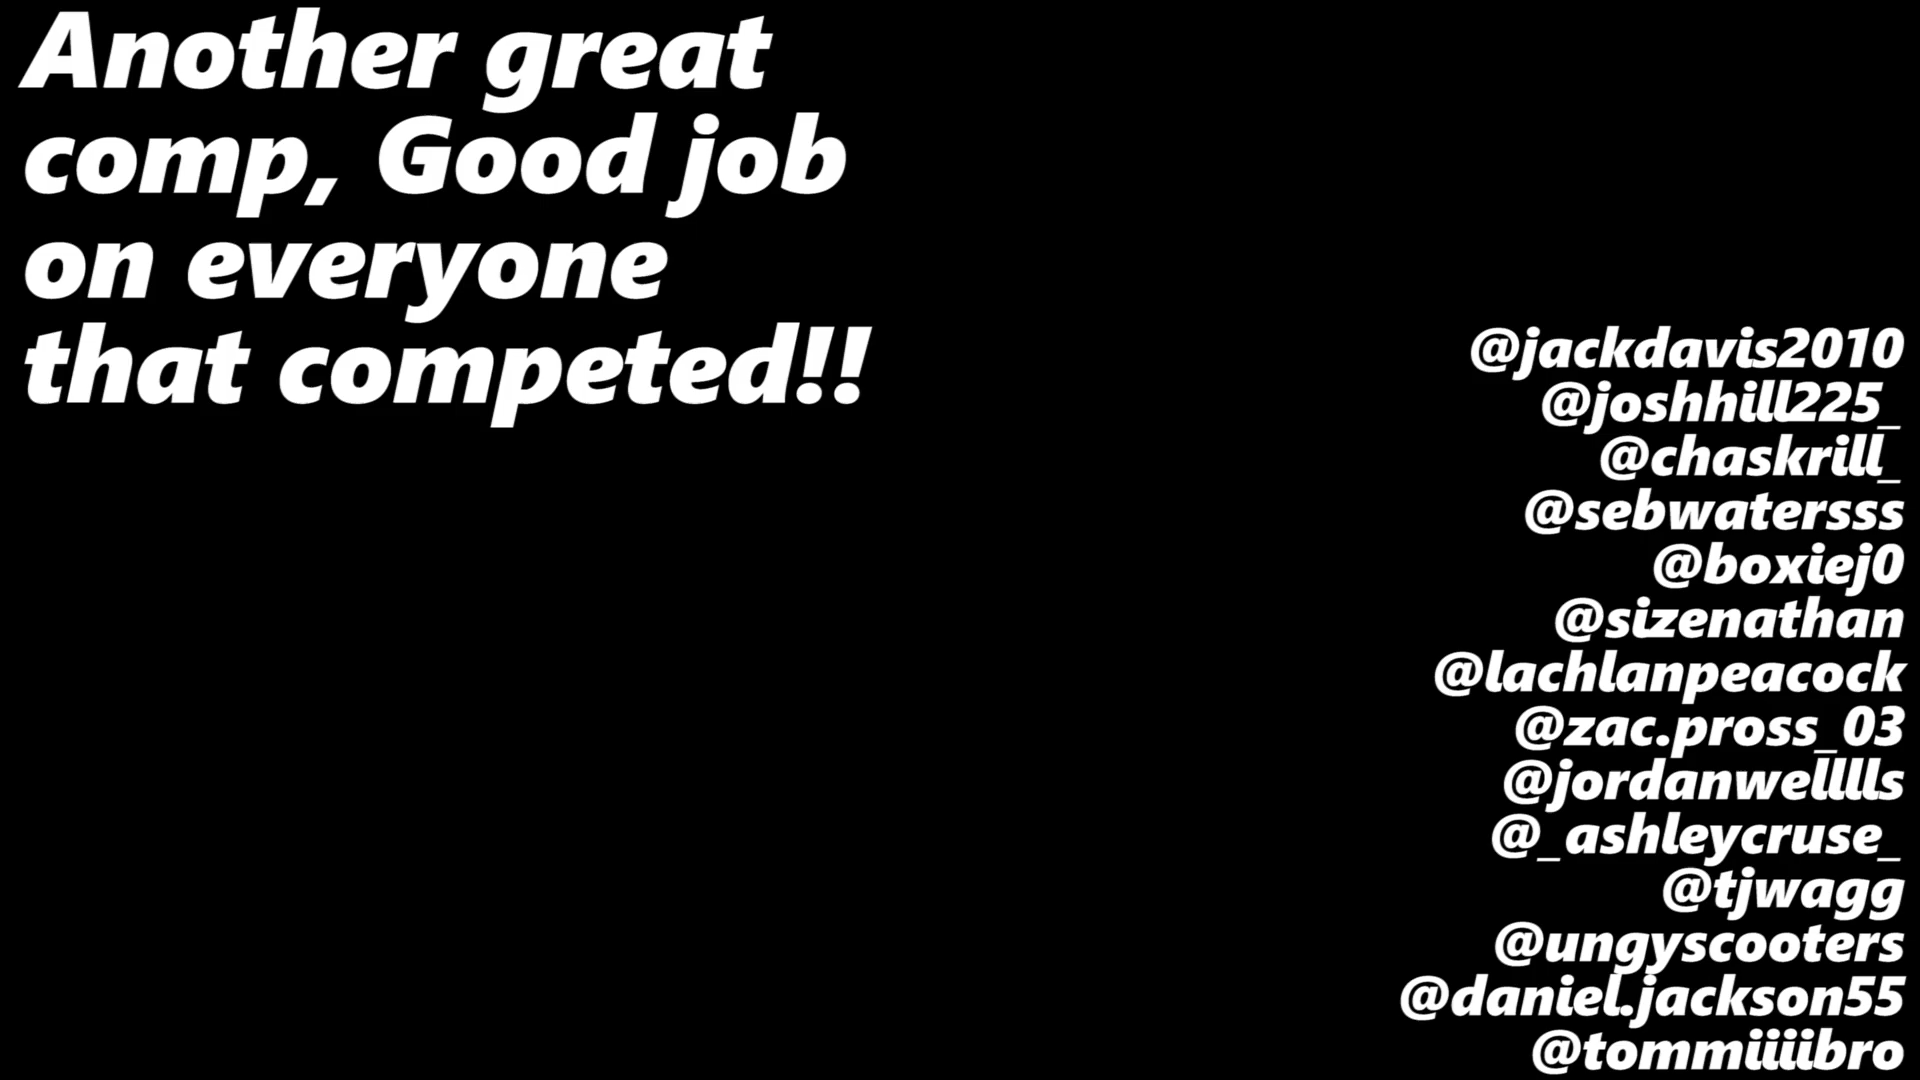 Another great
comp, Good job
on everyone
that competed!!
@jackdavis2010
@joshhill225_
@chaskrill_
@sebwatersss
@boxiej0
@sizenathan
@lachlanpeacock
@zac.pross_03
@jordanwelllls
@_ashleycruse_
@tjwagg
@ungyscooters
@daniel.jackson55
@tommiiiibro